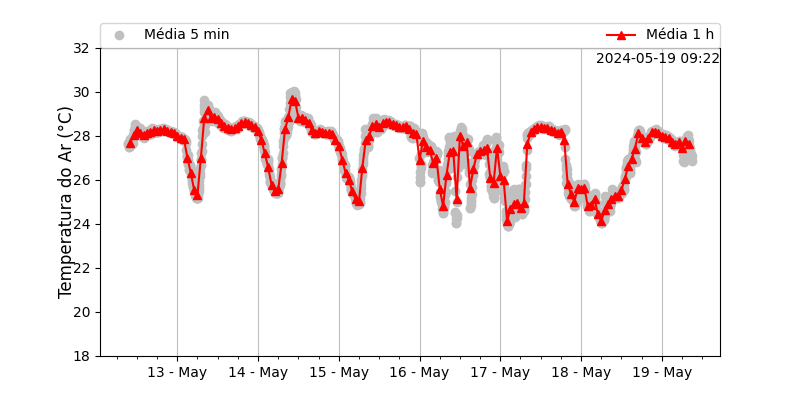 Média 5 min
Média 1 h
2024-05-19 09:22
Temperatura do Ar (°C)
32
30
28
26
24
22
20
18
13 - May
14 - May
15 - May
16 - May
17 - May
18 - May
19 - May